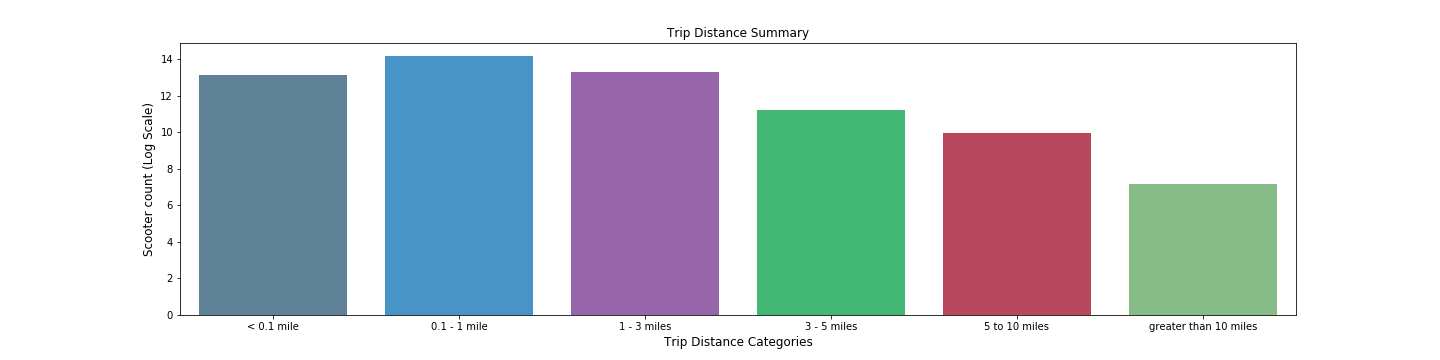 Trip Distance Summary
14
12
10
8
6
4
2
0
Scooter count (Log Scale)
< 0.1 mile
0.1 - 1 mile
1 - 3 miles
3 - 5 miles
5 to 10 miles
greater than 10 miles
Trip Distance Categories